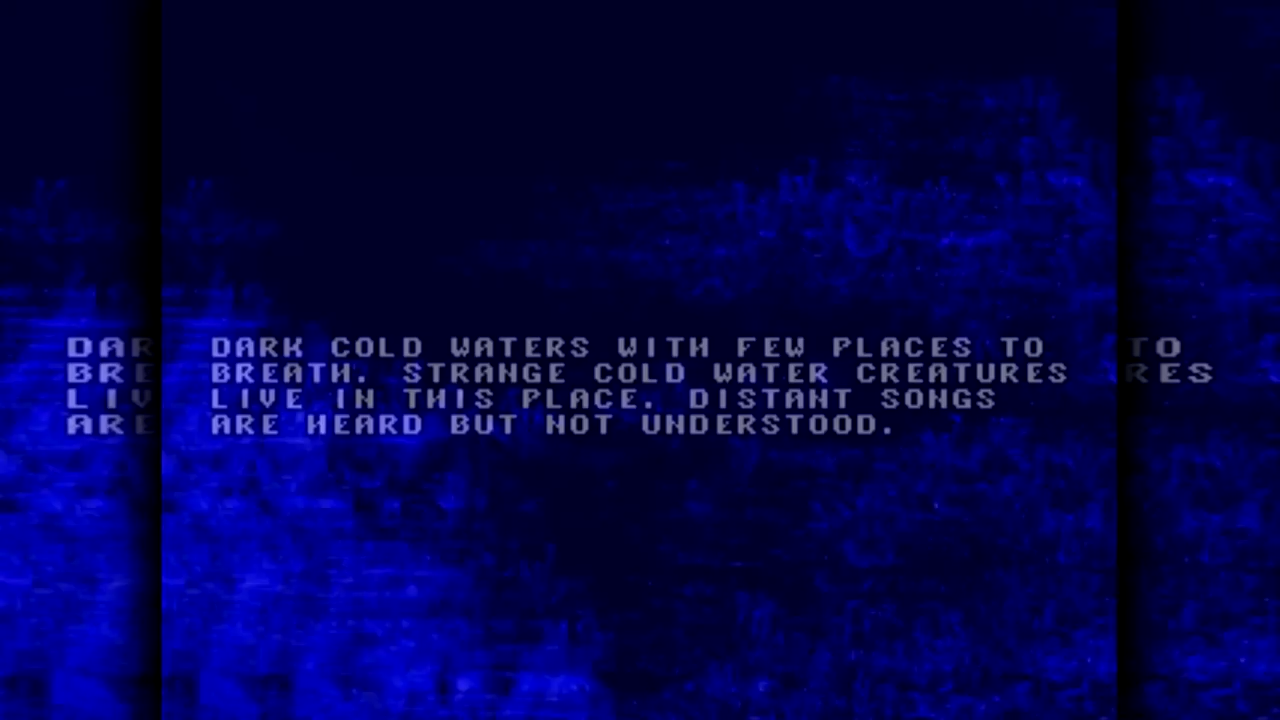 DARK COLD WATERS WITH FEW PLACES TO
BREATH. STRANGE COLD WATER CREATURES
LIVE IN THIS PLACE. DISTANT SONGS
ARE HEARD BUT NOT UNDERSTOOD.